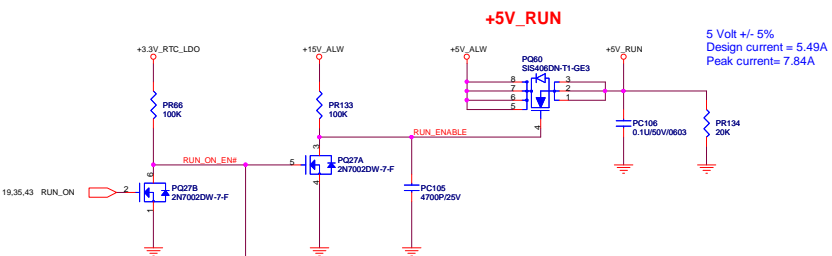 +5V_RUN
5 Volt +/- 5%
Design current = 5.49A
Peak current= 7.84A
+3.3V_RTC_LDO
+15V_ALW
+5V_ALW
+5V_RUN
PQ60
SIS406DN-T1-GE3
8
7
6
5
3
2
1
4
PR66
100K
PR133
100K
PC106
0.1U/50V/0603
PR134
20K
RUN_ENABLE
RUN_ON_EN#
3
5
4
PQ27A
2N7002DW-7-F
6
2
1
PQ27B
2N7002DW-7-F
PC105
4700P/25V
19,35,43 RUN_ON